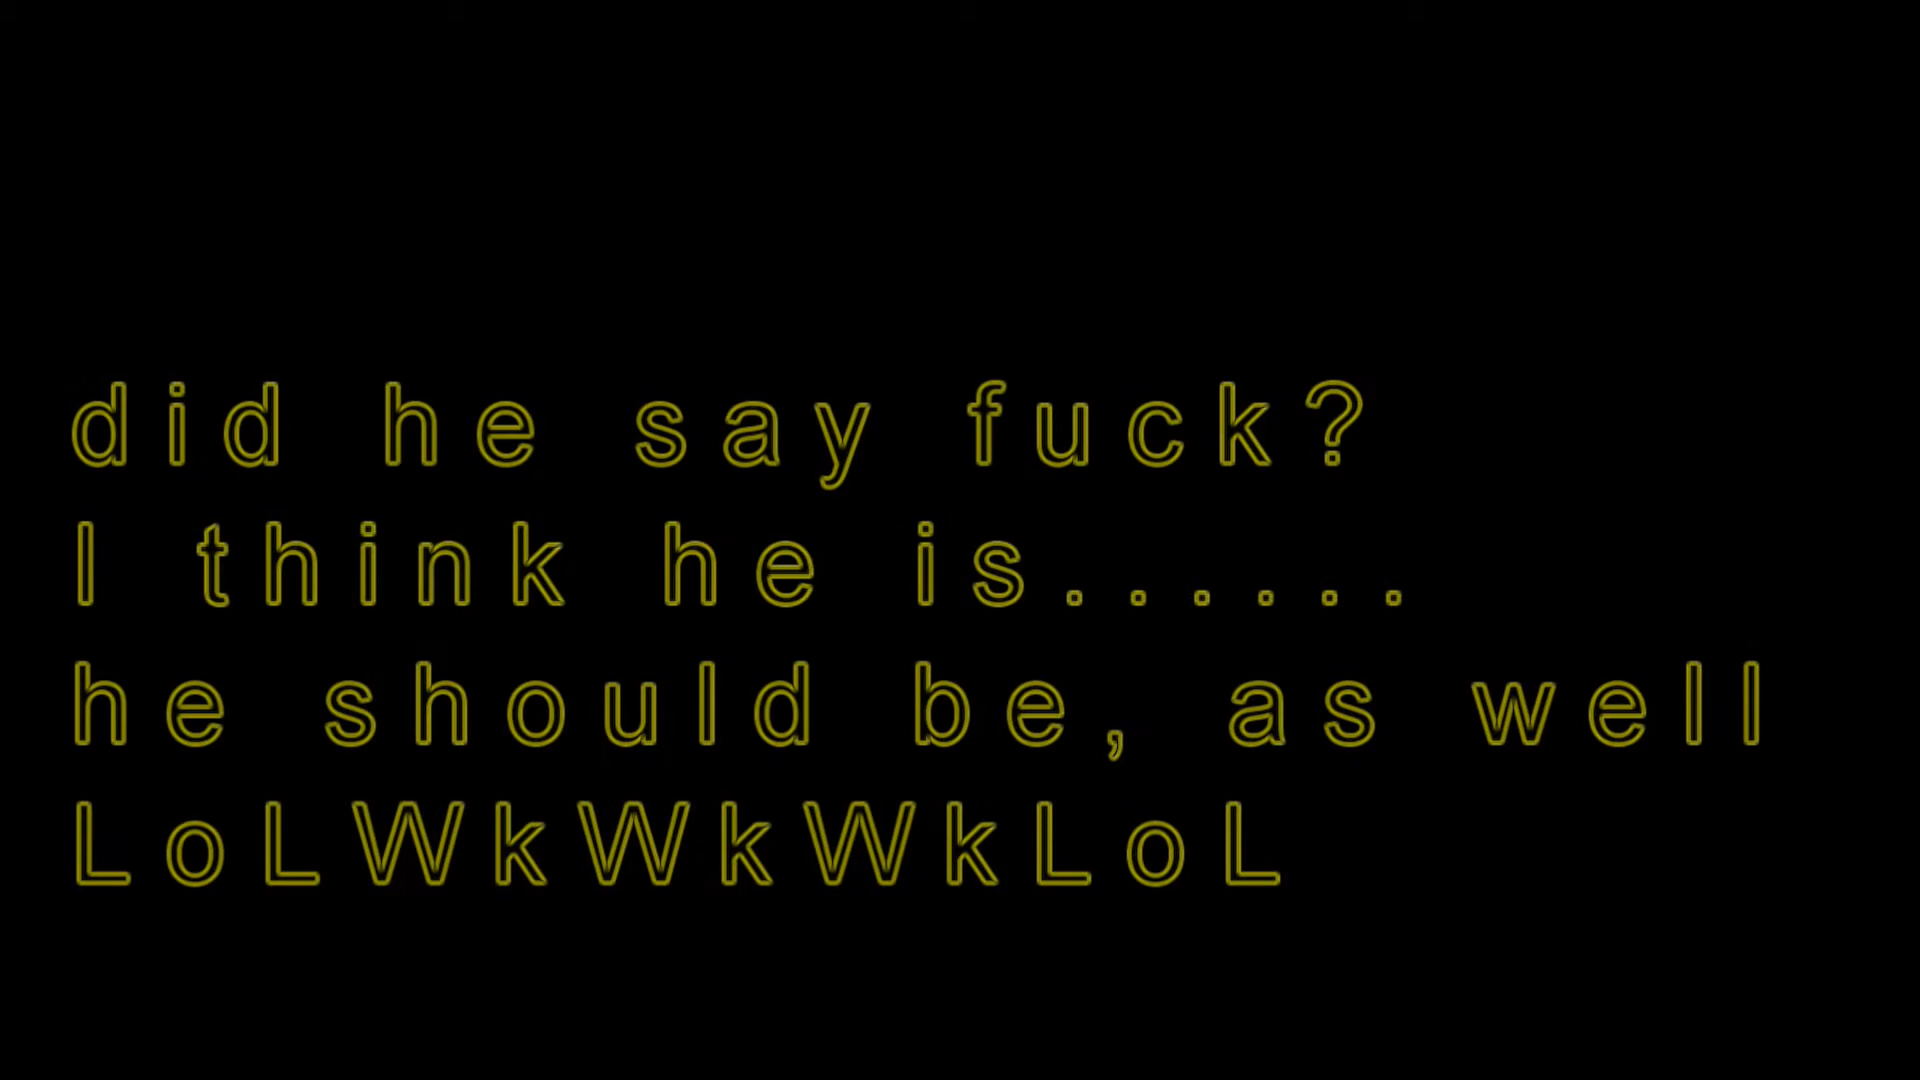 did he say fuck?
I think he is......
he should be, as well
LoLWkWkWkLoL